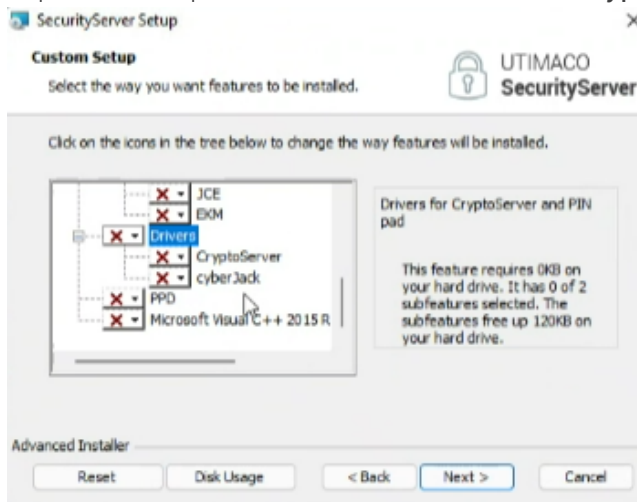 SecurityServer Setup
Custom Setup
Select the way you want features to be installed.
UTIMACO
SecurityServer
Click on the icons in the tree below to change the way features will be installed.
JCE
EKM
Drivers
CryptoServer
cyberJack
PPD
Microsoft Visual C++ 2015 R
Drivers for CryptoServer and PIN
pad
This feature requires 0KB on
your hard drive. It has 0 of 2
subfeatures selected. The
subfeatures free up 120KB on
your hard drive.
Advanced Installer
Reset
Disk Usage
< Back
Next >
Cancel